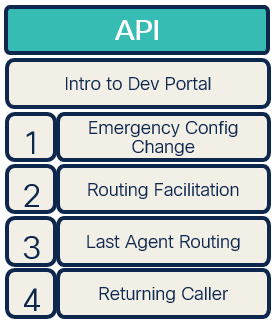 API
Intro to Dev Portal
1
Emergency Config
Change
2
Routing Facilitation
3
Last Agent Routing
4
Returning Caller